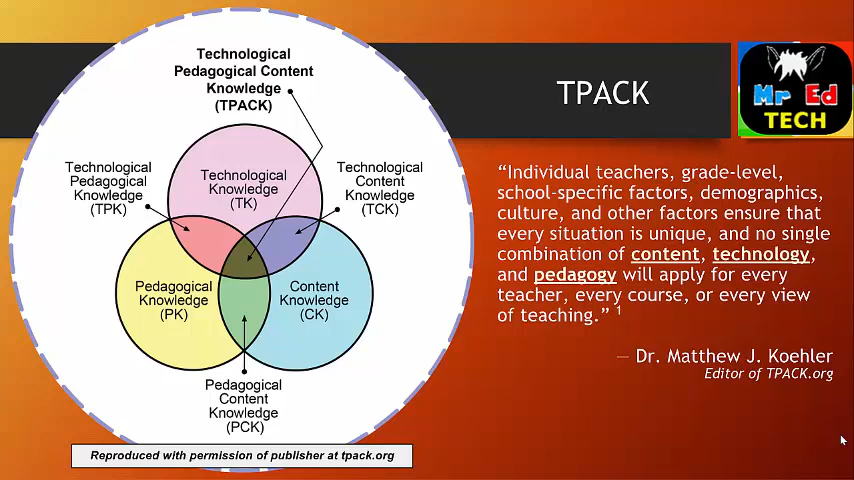 Technological
Pedagogical Content
Knowledge
(TPACK)
Technological
Pedagogical
Knowledge
(TPK)
Technological
Knowledge
(TK)
Technological
Content
Knowledge
(TCK)
Pedagogical
Knowledge
(PK)
Content
Knowledge
(CK)
Pedagogical
Content
Knowledge
(PCK)
Reproduced with permission of publisher at tpack.org
TPACK
Mr Ed
TECH
“Individual teachers, grade-level,
school-specific factors, demographics,
culture, and other factors ensure that
every situation is unique, and no single
combination of content, technology,
and pedagogy will apply for every
teacher, every course, or every view
of teaching.” 1
— Dr. Matthew J. Koehler
Editor of TPACK.org